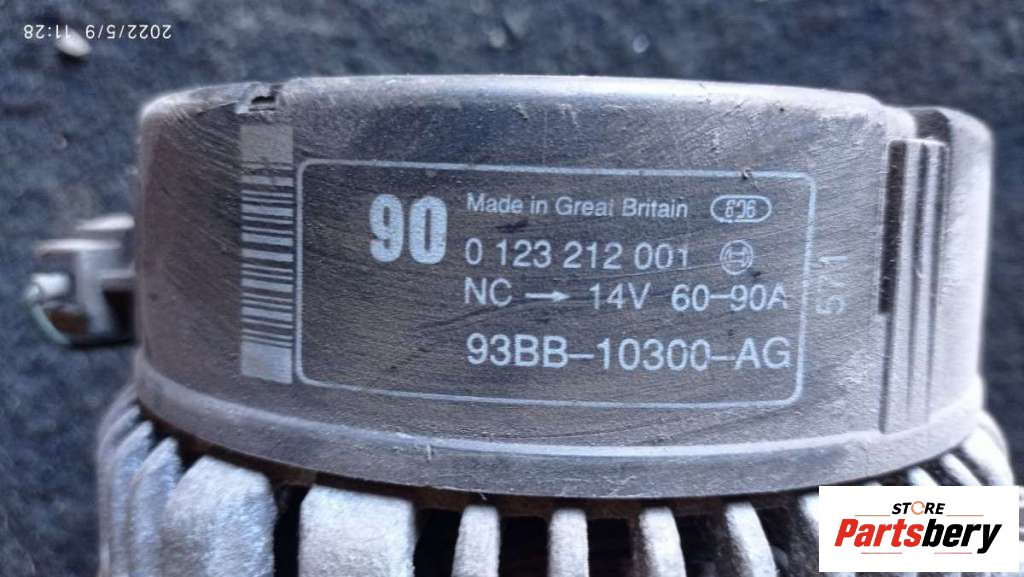 2022/5/9 11:28
90
Made in Great Britain
0 123 212 001
NC → 14V 60-90A
93BB-10300-AG
STORE
Partsbery